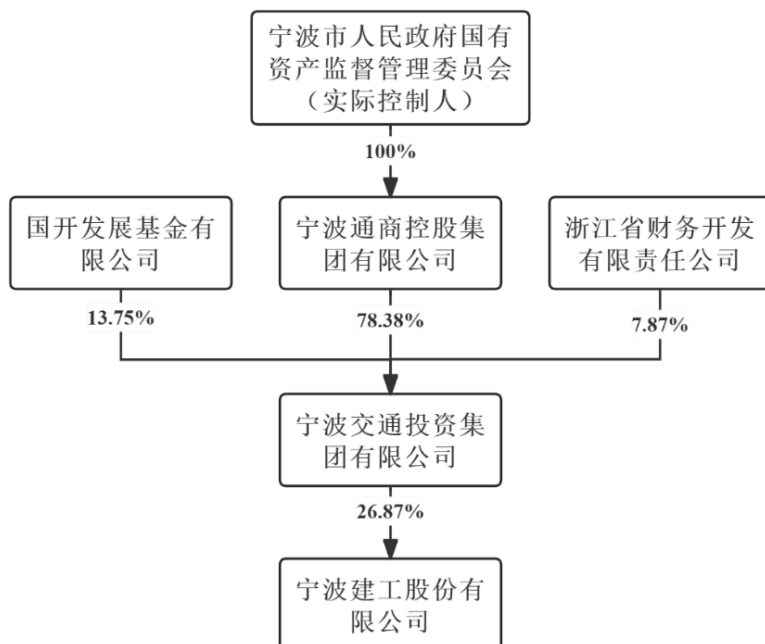 宁波市人民政府国有
资产监督管理委员会
（实际控制人）
100%
国开发展基金有
限公司
宁波通商控股集
团有限公司
浙江省财务开发
有限责任公司
13.75%
78.38%
7.87%
宁波交通投资集
团有限公司
26.87%
宁波建工股份有
限公司